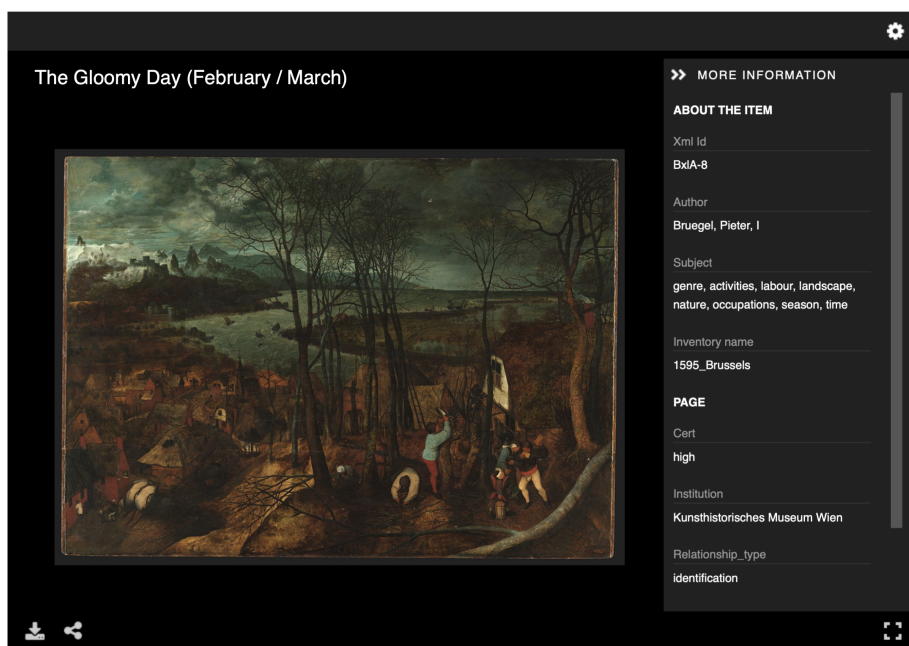 The Gloomy Day (February / March)
MORE INFORMATION
ABOUT THE ITEM
Xml Id
BxlA-8
Author
Bruegel, Pieter, I
Subject
genre, activities, labour, landscape,
nature, occupations, season, time
Inventory name
1595_Brussels
PAGE
Cert
high
Institution
Kunsthistorisches Museum Wien
Relationship_type
identification